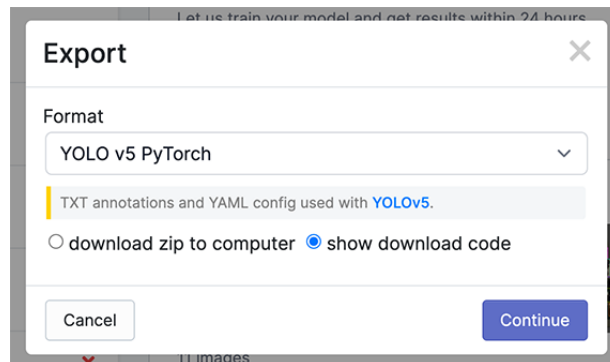 Let us train your model and get results within 24 hours
Export
Format
YOLO v5 PyTorch
TXT annotations and YAML config used with YOLOv5.
download zip to computer show download code
Cancel Continue
11 images